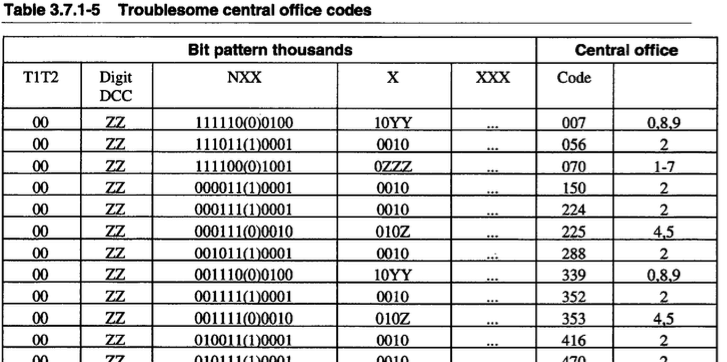 Table 3.7.1-5 Troublesome central office codes
Bit pattern thousands Central office
T1T2 Digit DCC NXX X XXX Code
00 ZZ 111110(0)0100 10YY ... 007 0,8,9
00 ZZ 111011(1)0001 0010 ... 056 2
00 ZZ 111100(0)1001 0ZZZ ... 070 1-7
00 ZZ 000011(1)0001 0010 ... 150 2
00 ZZ 000111(1)0001 0010 ... 224 2
00 ZZ 000111(0)0010 010Z ... 225 4,5
00 ZZ 001011(1)0001 0010 ... 288 2
00 ZZ 001110(0)0100 10YY ... 339 0,8,9
00 ZZ 001111(1)0001 0010 ... 352 2
00 ZZ 001111(0)0010 010Z ... 353 4,5
00 ZZ 010011(1)0001 0010 ... 416 2
00 ZZ 010111(1)0001 0010 ... 470 2